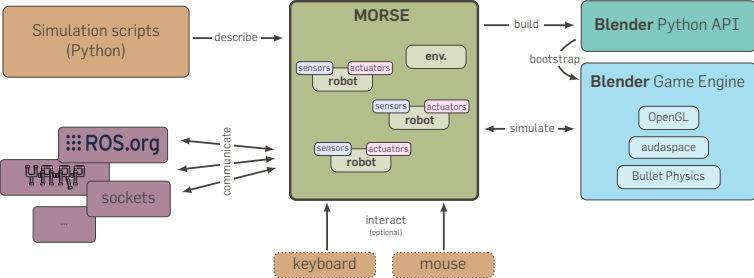 Simulation scripts
(Python)
describe
MORSE
env.
sensors actuators
robot
sensors actuators
robot
sensors actuators
robot
build
Blender Python API
bootstrap
Blender Game Engine
OpenGL
audaspace
Bullet Physics
simulate
ROS.org
YARP
sockets
...
communicate
interact
(optional)
keyboard
mouse